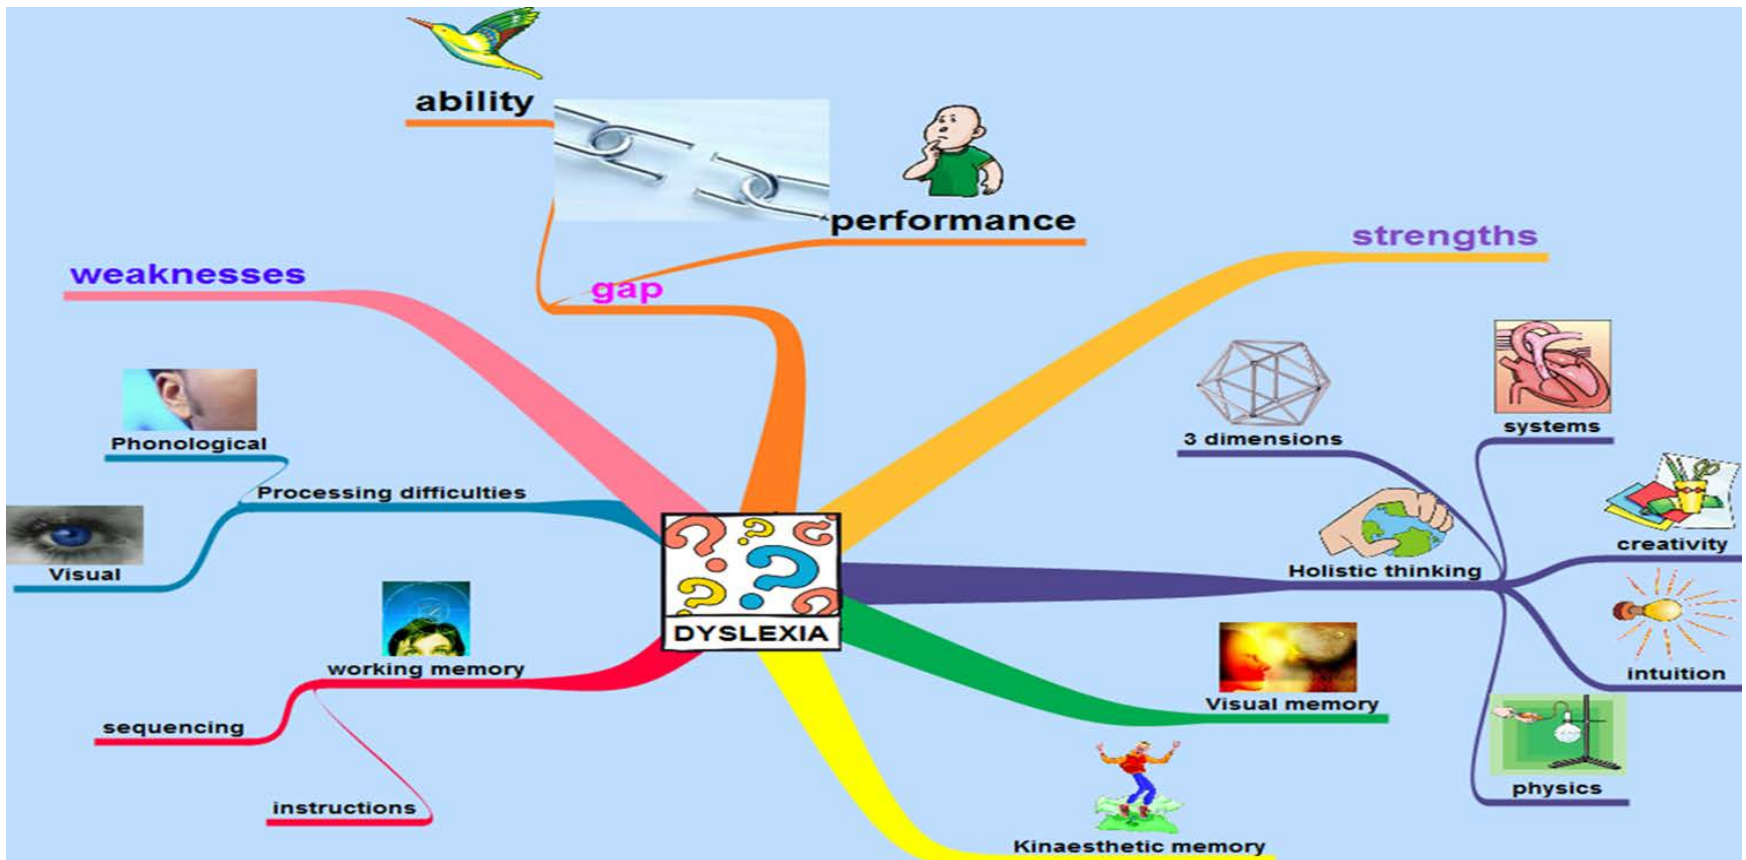 ability
performance
strengths
weaknesses
gap
systems
3 dimensions
Phonological
Processing difficulties
creativity
Holistic thinking
Visual
DYSLEXIA
working memory
intuition
Visual memory
sequencing
physics
instructions
Kinaesthetic memory